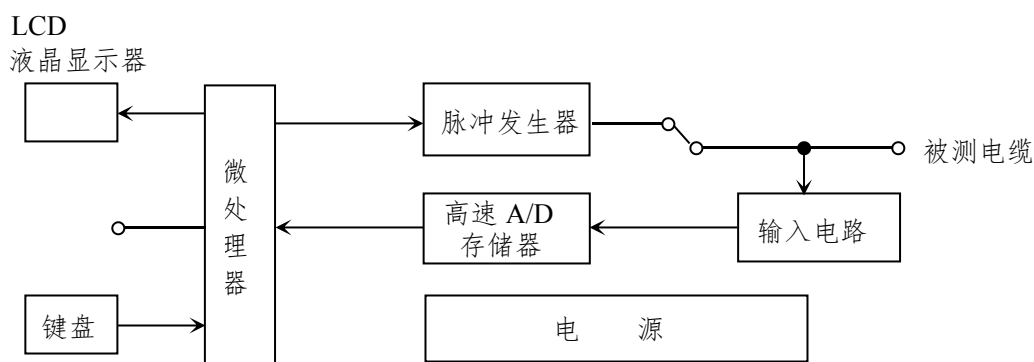 LCD
液晶显示器
脉冲发生器
被测电缆
微处理器
高速 A/D
存储器
输入电路
键盘
电 源